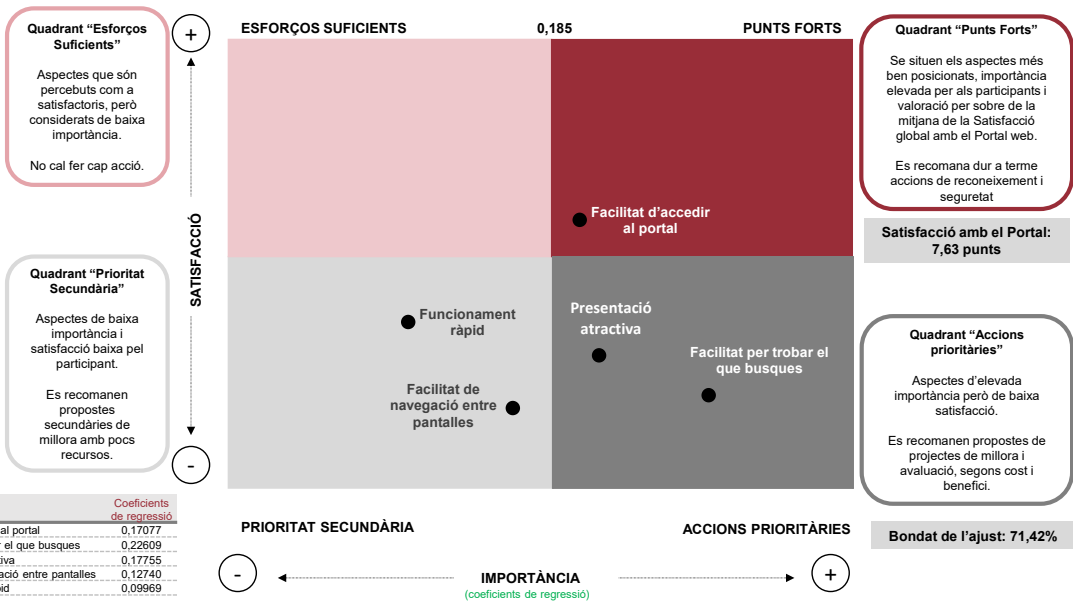 Quadrant “Esforços
Suficients”
Aspectes que són
percebuts com a
satisfactoris, però
considerats de baixa
importància.
No cal fer cap acció.
+
ESFORÇOS SUFICIENTS
0,185
PUNTS FORTS
Quadrant “Punts Forts”
Se situen els aspectes més
ben posicionats, importància
elevada per als participants i
valoració per sobre de la
mitjana de la Satisfacció
global amb el Portal web.
Es recomana dur a terme
accions de reconeixement i
seguretat
Satisfacció amb el Portal:
7,63 punts
SATISFACCIÓ
Facilitat d’accedir
al portal
Quadrant “Prioritat
Secundària”
Aspectes de baixa
importància i
satisfacció baixa pel
participant.
Es recomanen
propostes
secundàries de
millora amb pocs
recursos.
-
Funcionament
ràpid
Presentació
atractiva
Facilitat per trobar el
que busques
Facilitat de
navegació entre
pantalles
Quadrant “Accions
prioritàries”
Aspectes d’elevada
importància però de baixa
satisfacció.
Es recomanen propostes de
projectes de millora i
avaluació, segons cost i
benefici.
Bondat de l’ajust: 71,42%
Coeficients
de regressió
al portal 0,17077
el que busques 0,22609
0,17755
entre pantalles 0,12740
0,09969
PRIORITAT SECUNDÀRIA
ACCIONS PRIORITÀRIES
-
IMPORTÀNCIA
(coeficients de regressió)
+